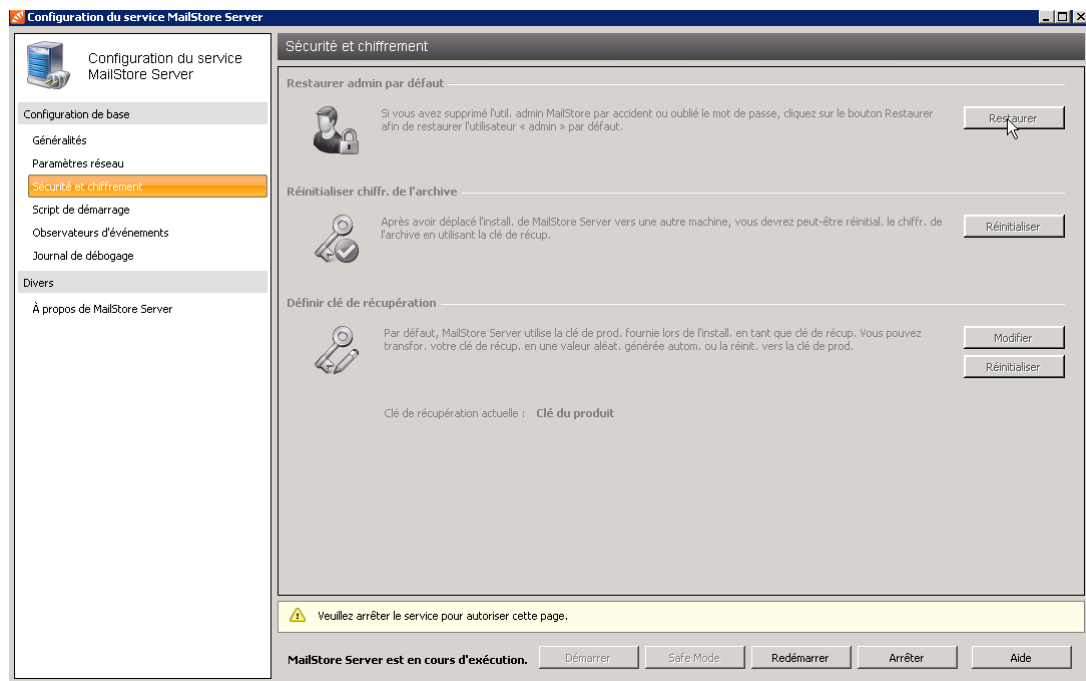 Configuration du service MailStore Server
Configuration du service
MailStore Server
Configuration de base
Généralités
Paramètres réseau
Sécurité et chiffrement
Script de démarrage
Observateurs d'événements
Journal de débogage
Divers
À propos de MailStore Server
Sécurité et chiffrement
Restaurer admin par défaut
Si vous avez supprimé l'util. admin MailStore par accident ou oublié le mot de passe, cliquez sur le bouton Restaurer
afin de restaurer l'utilisateur « admin » par défaut.
Restaurer
Réinitialiser chiffr. de l'archive
Après avoir déplacé l'install. de MailStore Server vers une autre machine, vous devrez peut-être réinitial. le chiffr. de
l'archive en utilisant la clé de récup.
Réinitialiser
Définir clé de récupération
Par défaut, MailStore Server utilise la clé de prod. fournie lors de l'install. en tant que clé de récup. Vous pouvez
transfor. votre clé de récup. en une valeur aléat. générée autom. ou la réinit. vers la clé de prod.
Modifier
Réinitialiser
Clé de récupération actuelle : Clé du produit
Veuillez arrêter le service pour autoriser cette page.
MailStore Server est en cours d'exécution.
Démarrer
Safe Mode
Redémarrer
Arrêter
Aide